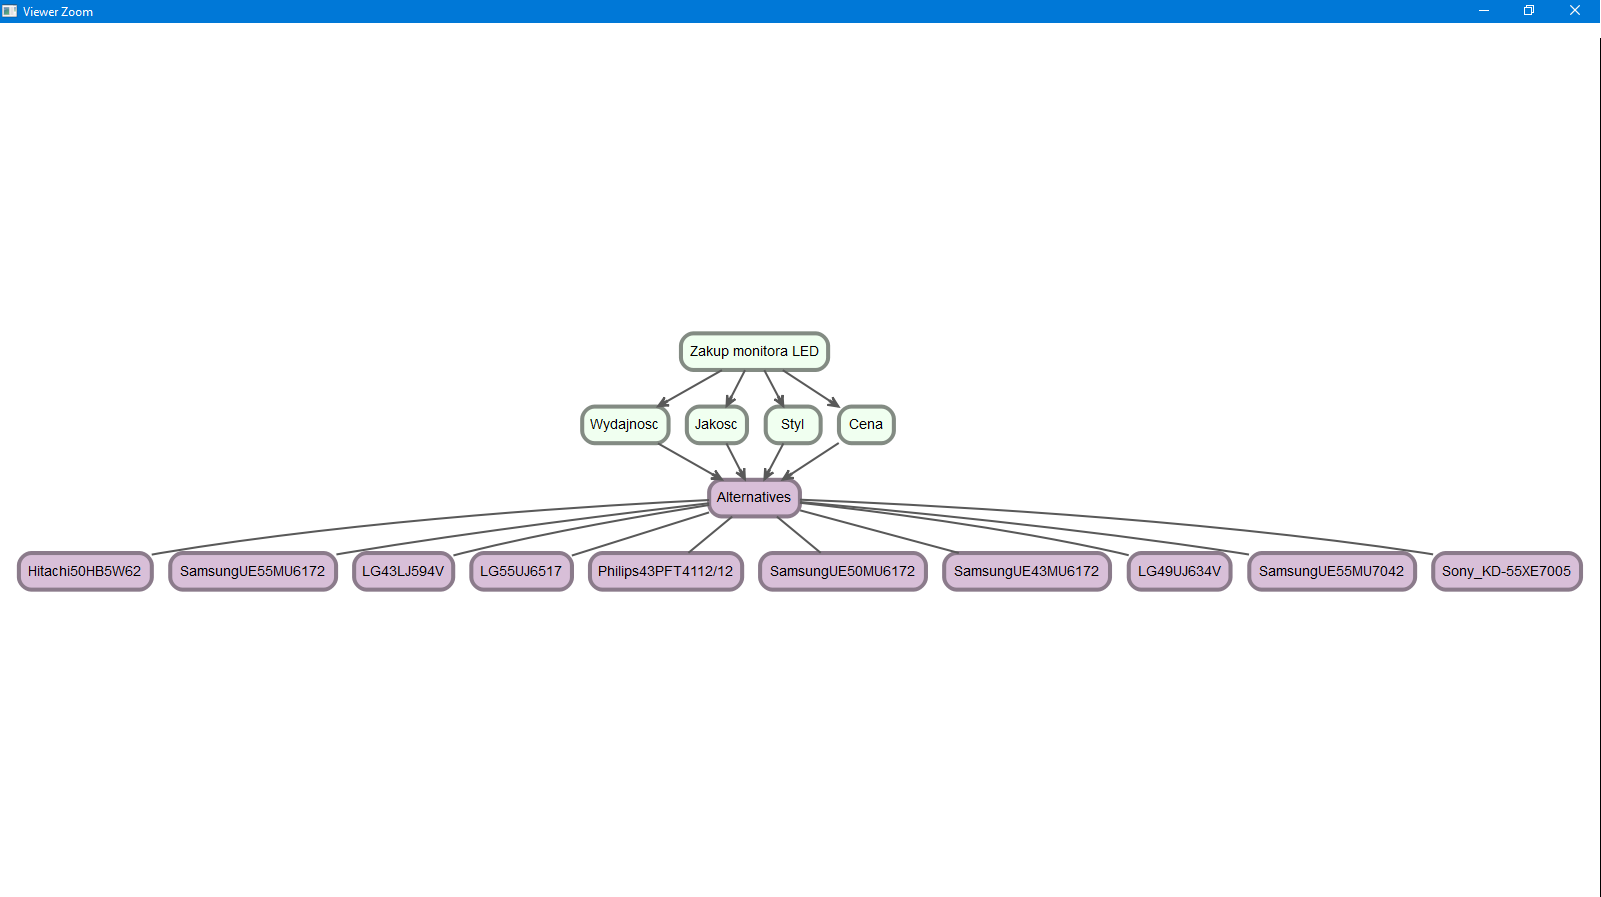 Viewer Zoom
Zakup monitora LED
Wydajnosc Jakosc Styl Cena
Alternatives
Hitachi50HB5W62 SamsungUE55MU6172 LG43LJ594V LG55UJ6517 Philips43PFT4112/12 SamsungUE50MU6172 SamsungUE43MU6172 LG49UJ634V SamsungUE55MU7042 Sony_KD-55XE7005